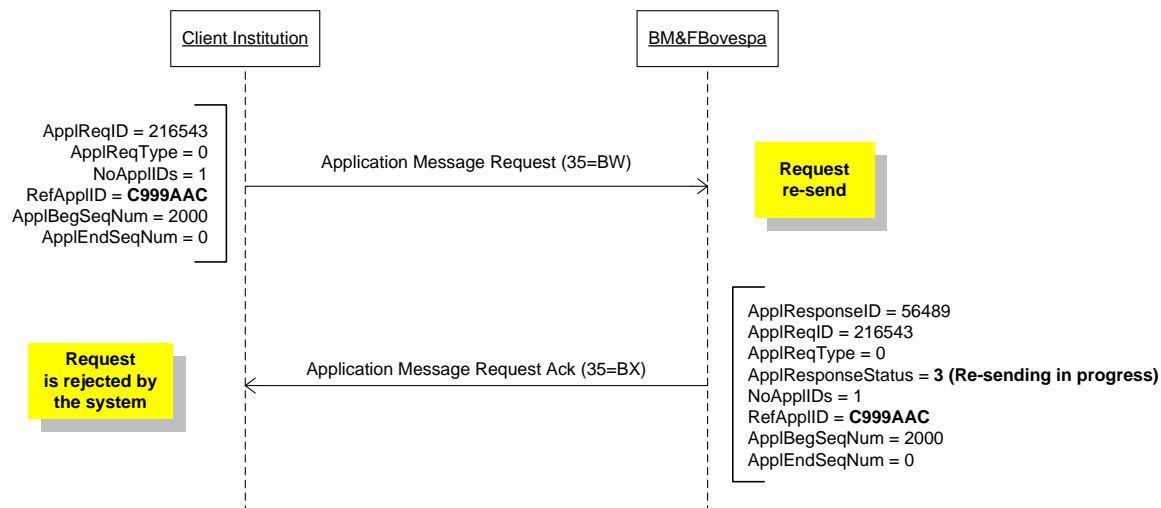 Client Institution
BM&FBovespa
ApplReqID = 216543
ApplReqType = 0
NoApplIDs = 1
RefApplID = C999AAC
ApplBegSeqNum = 2000
ApplEndSeqNum = 0
Application Message Request (35=BW)
Request
re-send
Request
is rejected by
the system
Application Message Request Ack (35=BX)
ApplResponseID = 56489
ApplReqID = 216543
ApplReqType = 0
ApplResponseStatus = 3 (Re-sending in progress)
NoApplIDs = 1
RefApplID = C999AAC
ApplBegSeqNum = 2000
ApplEndSeqNum = 0